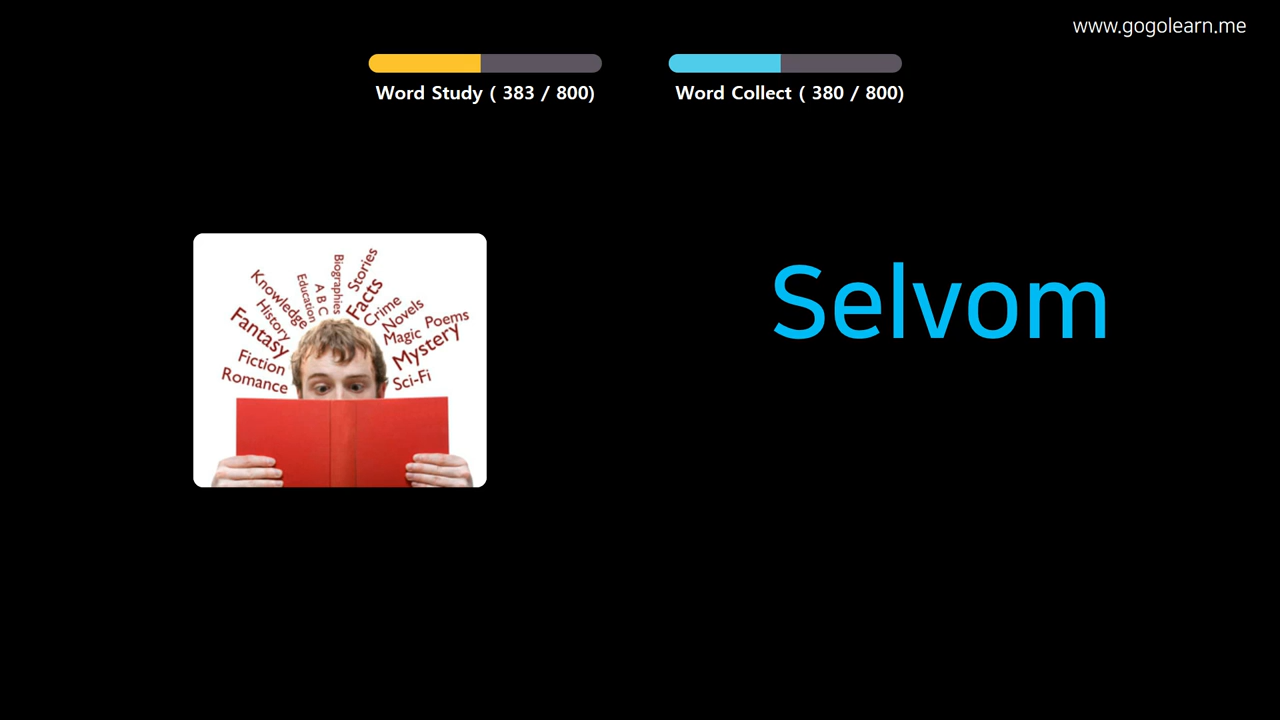 www.gogolearn.me
Word Study ( 383 / 800)
Word Collect ( 380 / 800)
Selvom
Stories
Biographies
Facts
A B C
Education
Knowledge
History
Fantasy
Fiction
Romance
Crime
Novels
Magic
Poems
Mystery
Sci-Fi